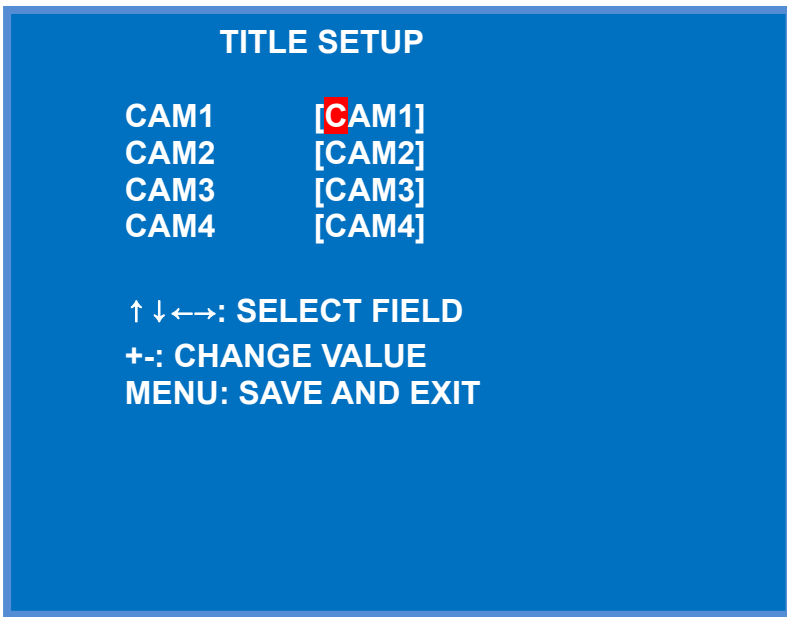 TITLE SETUP
CAM1 [CAM1]
CAM2 [CAM2]
CAM3 [CAM3]
CAM4 [CAM4]
↑↓←→: SELECT FIELD
+-: CHANGE VALUE
MENU: SAVE AND EXIT